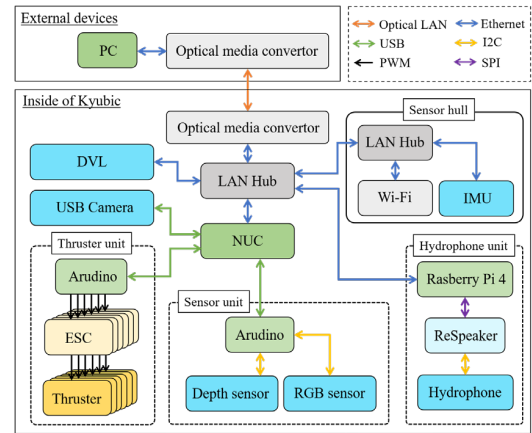 External devices
PC
Optical media convertor
Optical LAN
Ethernet
USB
I2C
PWM
SPI
Inside of Kyubic
Optical media convertor
Sensor hull
DVL
LAN Hub
LAN Hub
Wi-Fi
IMU
USB Camera
NUC
Thruster unit
Arudino
ESC
Thruster
Sensor unit
Arudino
Depth sensor
RGB sensor
Hydrophone unit
Rasberry Pi 4
ReSpeaker
Hydrophone